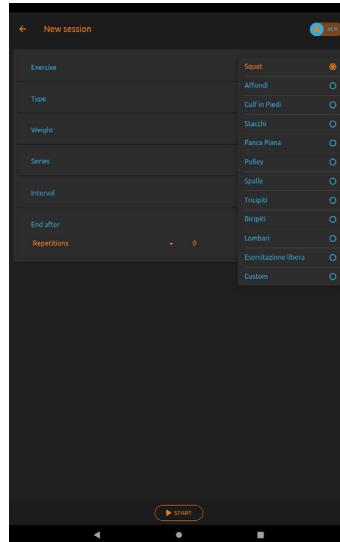 New session
M.R.
Exercise
Type
Weight
Series
Interval
End after
Repetitions 0
Squat
Affondi
Culf in Piedi
Stacchi
Panca Piana
Pulley
Spalle
Tricipiti
Bicipiti
Lombari
Esercitazione libera
Custom
START